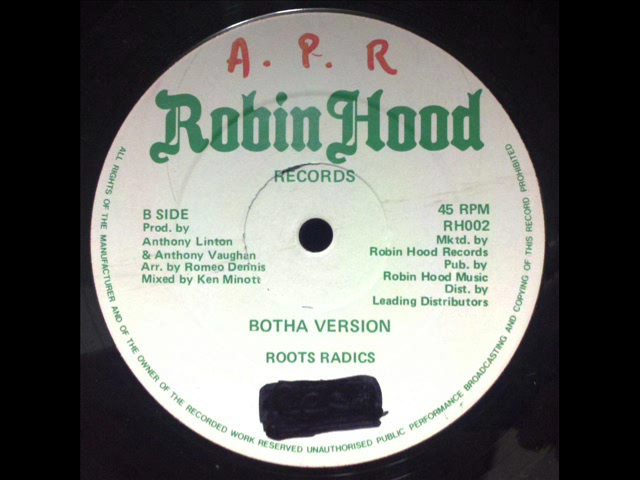 A. P. R
Robin Hood
RECORDS
B SIDE
Prod. by
Anthony Linton
& Anthony Vaughan
Arr. by Romeo Dennis
Mixed by Ken Minott
45 RPM
RH002
Mktd. by
Robin Hood Records
Pub. by
Robin Hood Music
Dist. by
Leading Distributors
BOTHA VERSION
ROOTS RADICS
ALL RIGHTS OF THE MANUFACTURER AND OF THE OWNER OF THE RECORDED WORK RESERVED UNAUTHORISED PUBLIC PERFORMANCE BROADCASTING AND COPYING OF THIS RECORD PROHIBITED